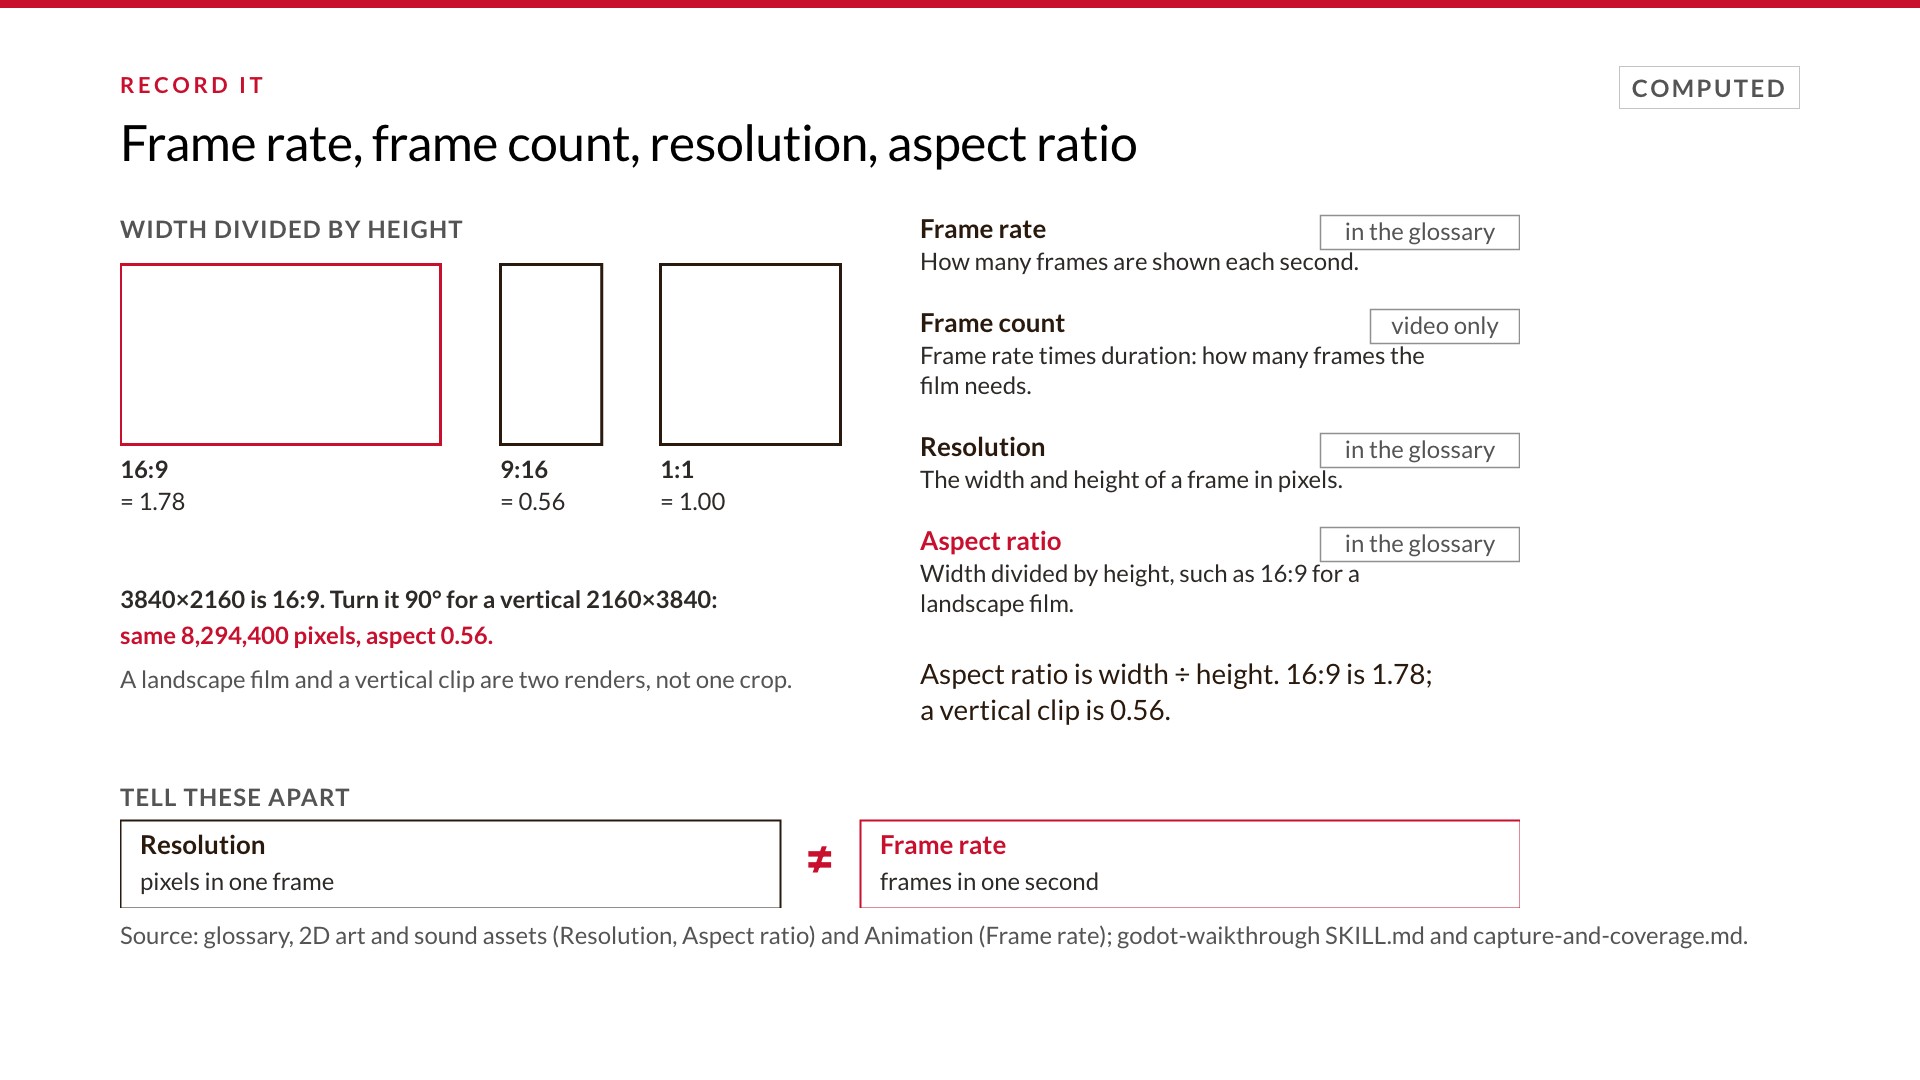 RECORD IT
COMPUTED
Frame rate, frame count, resolution, aspect ratio
WIDTH DIVIDED BY HEIGHT
16:9
= 1.78
9:16
= 0.56
1:1
= 1.00
3840×2160 is 16:9. Turn it 90° for a vertical 2160×3840:
same 8,294,400 pixels, aspect 0.56.
A landscape film and a vertical clip are two renders, not one crop.
Frame rate
in the glossary
How many frames are shown each second.
Frame count
video only
Frame rate times duration: how many frames the
film needs.
Resolution
in the glossary
The width and height of a frame in pixels.
Aspect ratio
in the glossary
Width divided by height, such as 16:9 for a
landscape film.
Aspect ratio is width ÷ height. 16:9 is 1.78;
a vertical clip is 0.56.
TELL THESE APART
Resolution
pixels in one frame
≠
Frame rate
frames in one second
Source: glossary, 2D art and sound assets (Resolution, Aspect ratio) and Animation (Frame rate); godot-waikthrough SKILL.md and capture-and-coverage.md.